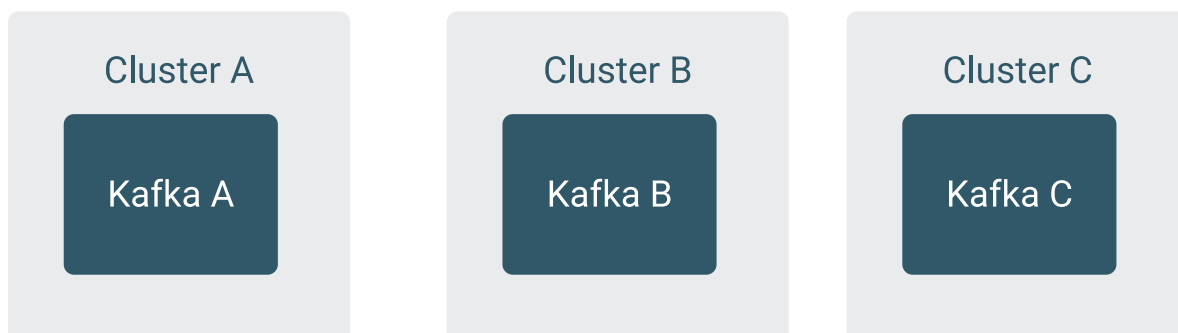 Cluster A
Cluster B
Cluster C
Kafka A
Kafka B
Kafka C